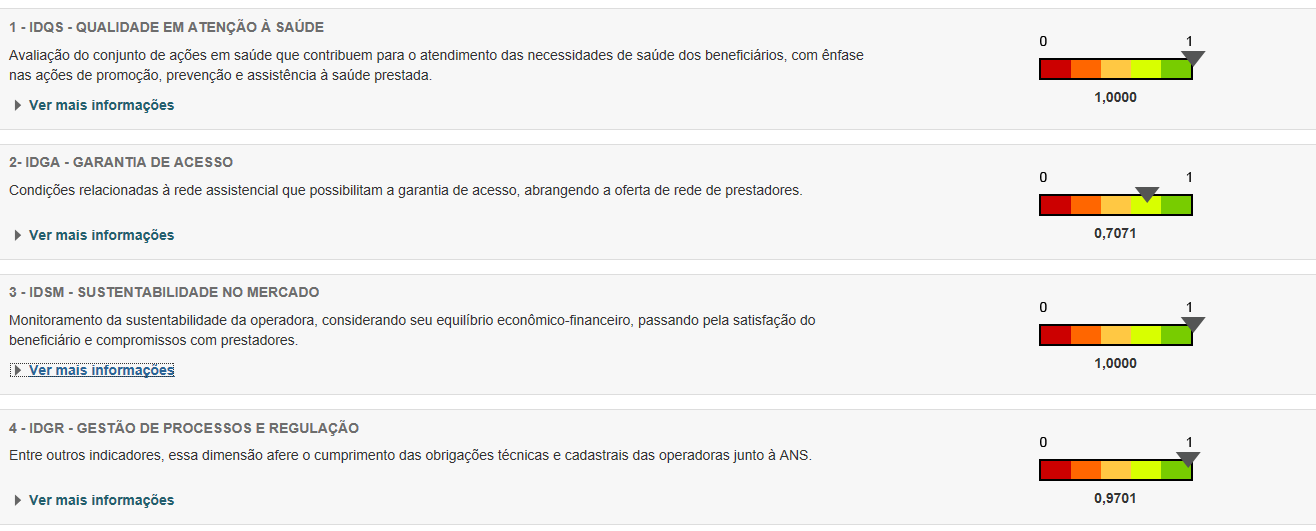 1 - IDQS - QUALIDADE EM ATENÇÃO À SAÚDE
Avaliação do conjunto de ações em saúde que contribuem para o atendimento das necessidades de saúde dos beneficiários, com ênfase
nas ações de promoção, prevenção e assistência à saúde prestada.
Ver mais informações
0 1
1,0000
2- IDGA - GARANTIA DE ACESSO
Condições relacionadas à rede assistencial que possibilitam a garantia de acesso, abrangendo a oferta de rede de prestadores.
Ver mais informações
0 1
0,7071
3 - IDSM - SUSTENTABILIDADE NO MERCADO
Monitoramento da sustentabilidade da operadora, considerando seu equilíbrio econômico-financeiro, passando pela satisfação do
beneficiário e compromissos com prestadores.
Ver mais informações
0 1
1,0000
4 - IDGR - GESTÃO DE PROCESSOS E REGULAÇÃO
Entre outros indicadores, essa dimensão afere o cumprimento das obrigações técnicas e cadastrais das operadoras junto à ANS.
Ver mais informações
0 1
0,9701